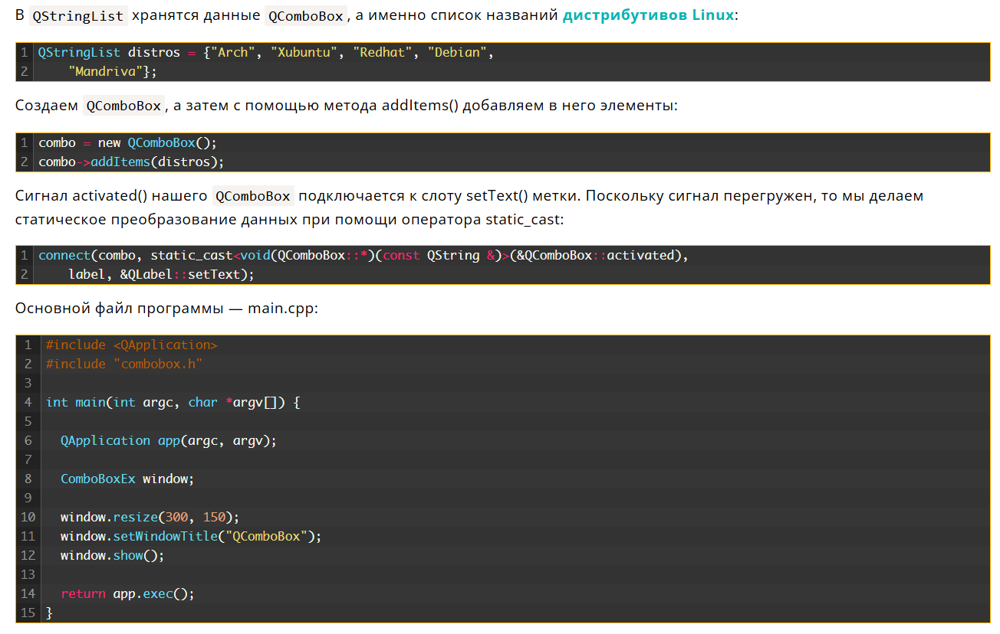 В QStringList хранятся данные QComboBox, а именно список названий дистрибутивов Linux:
1 QStringList distros = {"Arch", "Xubuntu", "Redhat", "Debian",
2     "Mandriva"};
Создаем QComboBox, а затем с помощью метода addItems() добавляем в него элементы:
1 combo = new QComboBox();
2 combo->addItems(distros);
Сигнал activated() нашего QComboBox подключается к слоту setText() метки. Поскольку сигнал перегружен, то мы делаем
статическое преобразование данных при помощи оператора static_cast:
1 connect(combo, static_cast<void(QComboBox::*)(const QString &)>(&QComboBox::activated),
2     label, &QLabel::setText);
Основной файл программы — main.cpp:
1 #include <QApplication>
2 #include "combobox.h"
3
4 int main(int argc, char *argv[]) {
5
6   QApplication app(argc, argv);
7
8   ComboBoxEx window;
9
10   window.resize(300, 150);
11   window.setWindowTitle("QComboBox");
12   window.show();
13
14   return app.exec();
15 }